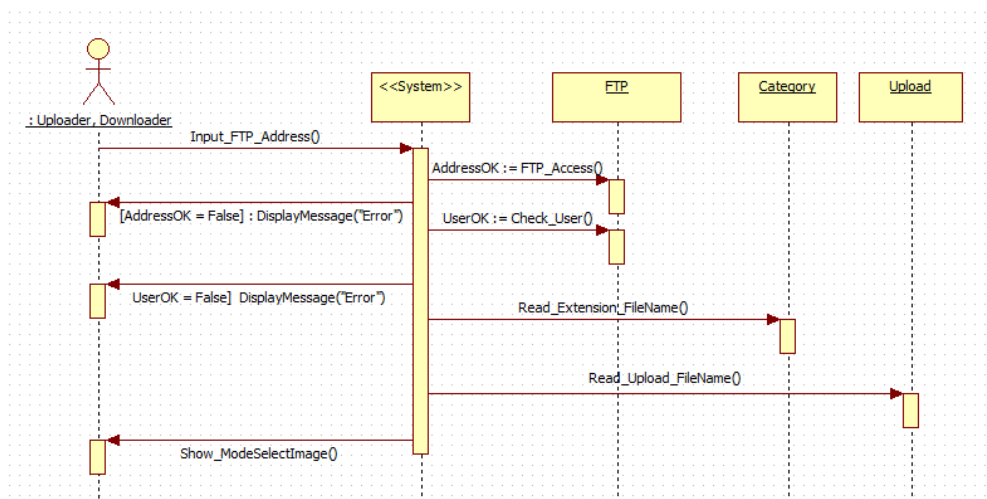 <<System>>
FTP
Category
Upload
: Uploader, Downloader
Input_FTP_Address()
AddressOK := FTP_Access()
[AddressOK = False] : DisplayMessage("Error")
UserOK := Check_User()
UserOK = False] DisplayMessage("Error")
Read_Extension_FileName()
Read_Upload_FileName()
Show_ModeSelectImage()